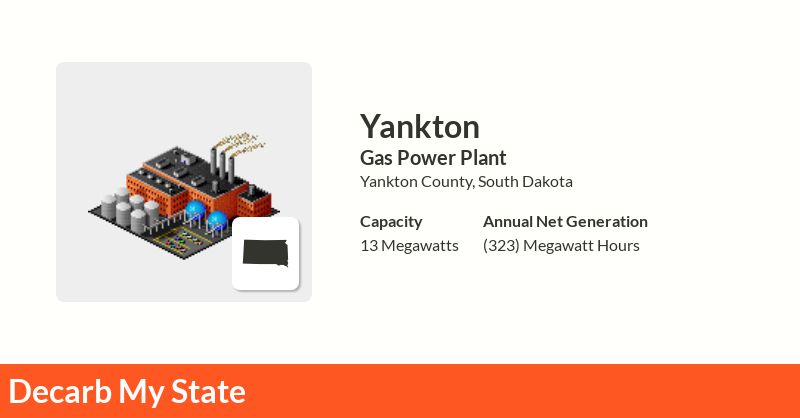 Yankton
Gas Power Plant
Yankton County, South Dakota
Capacity
13 Megawatts
Annual Net Generation
(323) Megawatt Hours
Decarb My State